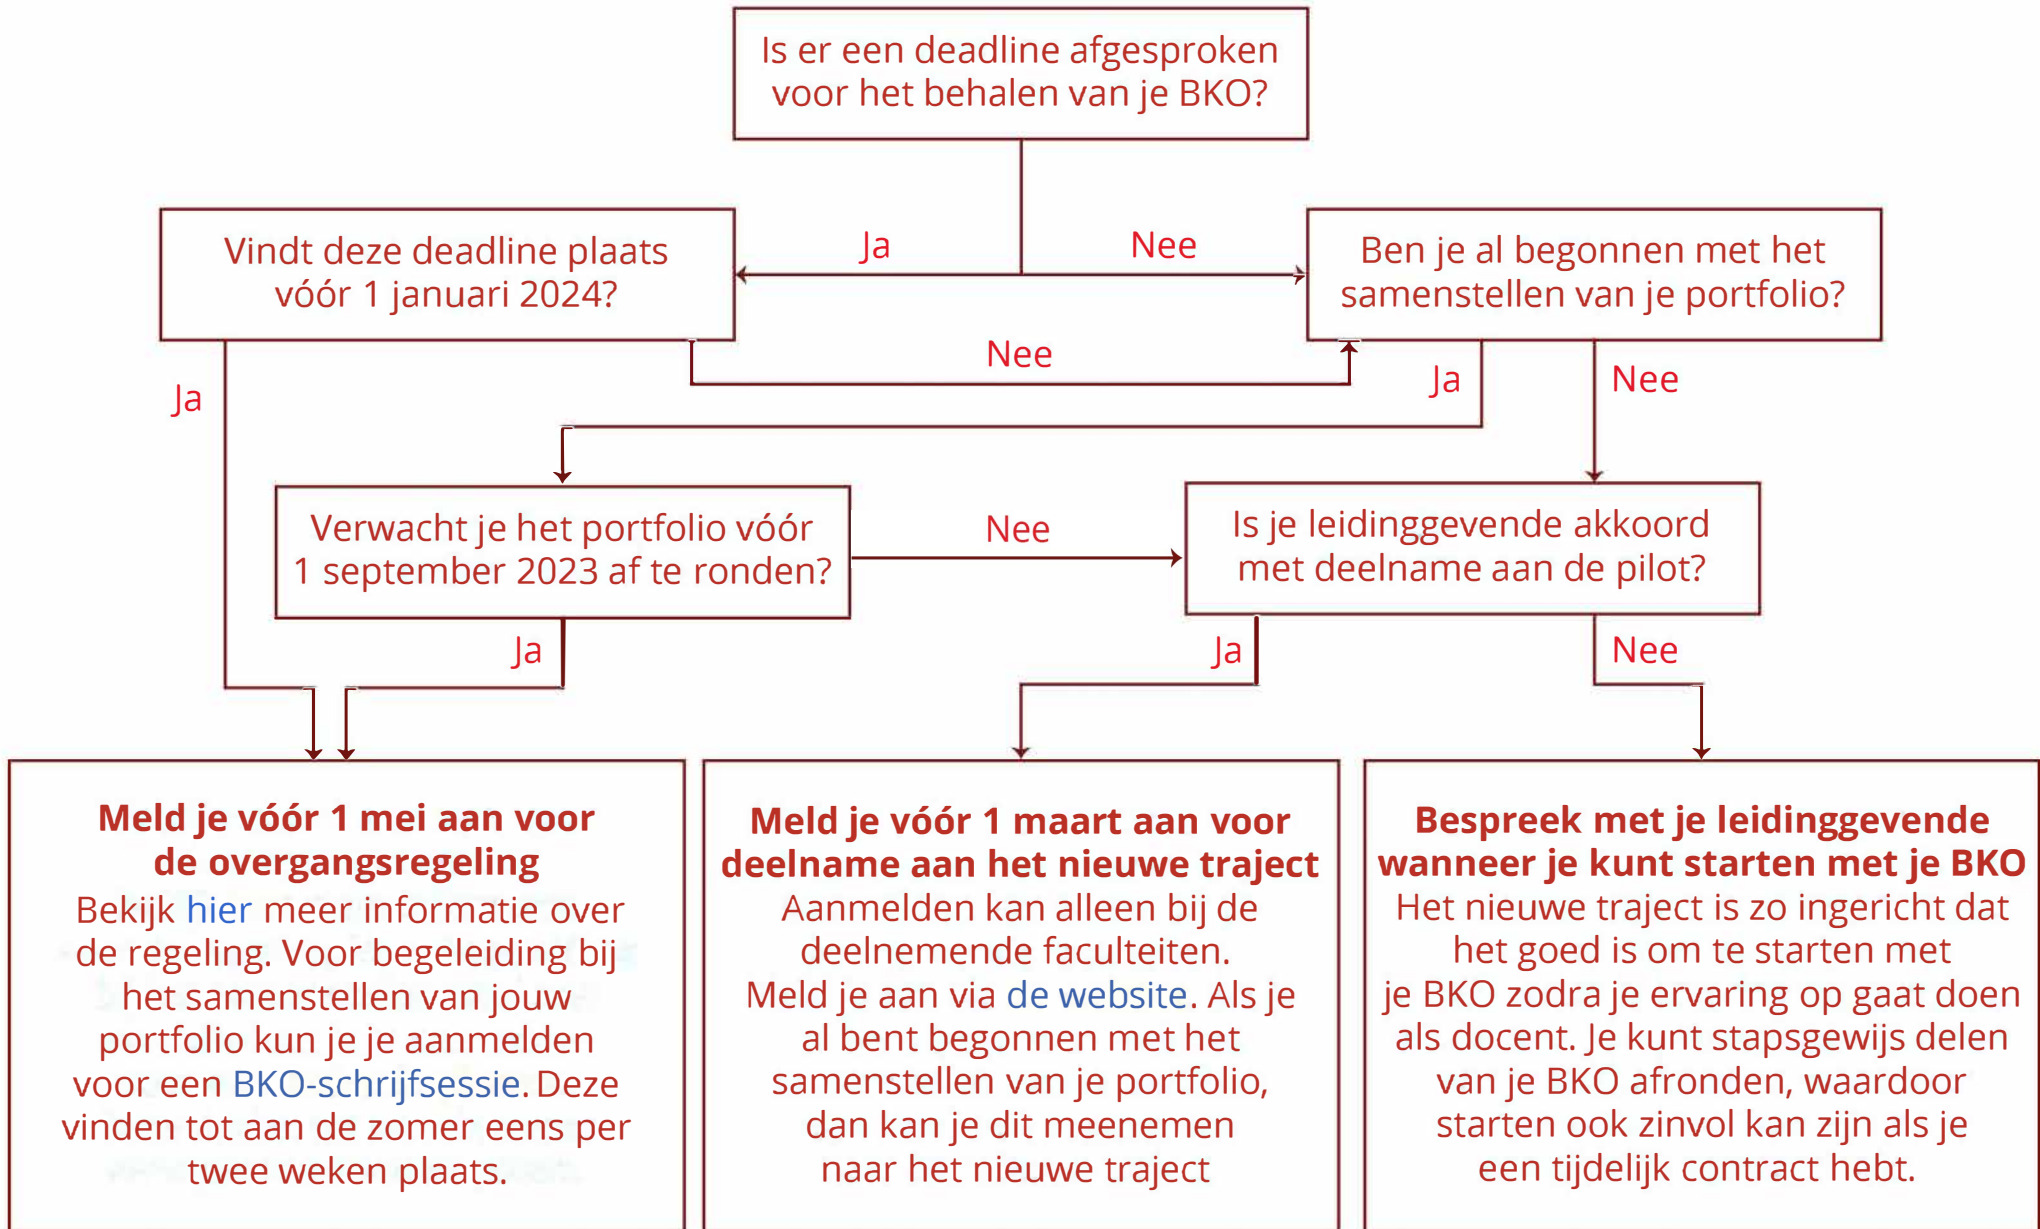 Is er een deadline afgesproken
voor het behalen van je BKO?
Vindt deze deadline plaats
vóór 1 januari 2024?
Ja
Nee
Ben je al begonnen met het
samenstellen van je portfolio?
Nee
Ja
Ja
Nee
Verwacht je het portfolio vóór
1 september 2023 af te ronden?
Nee
Is je leidinggevende akkoord
met deelname aan de pilot?
Ja
Ja
Nee
Meld je vóór 1 mei aan voor
de overgangsregeling
Bekijk hier meer informatie over
de regeling. Voor begeleiding bij
het samenstellen van jouw
portfolio kun je je aanmelden
voor een BKO-schrijfsessie. Deze
vinden tot aan de zomer eens per
twee weken plaats.
Meld je vóór 1 maart aan voor
deelname aan het nieuwe traject
Aanmelden kan alleen bij de
deelnemende faculteiten.
Meld je aan via de website. Als je
al bent begonnen met het
samenstellen van je portfolio,
dan kan je dit meenemen
naar het nieuwe traject
Bespreek met je leidinggevende
wanneer je kunt starten met je BKO
Het nieuwe traject is zo ingericht dat
het goed is om te starten met
je BKO zodra je ervaring op gaat doen
als docent. Je kunt stapsgewijs delen
van je BKO afronden, waardoor
starten ook zinvol kan zijn als je
een tijdelijk contract hebt.